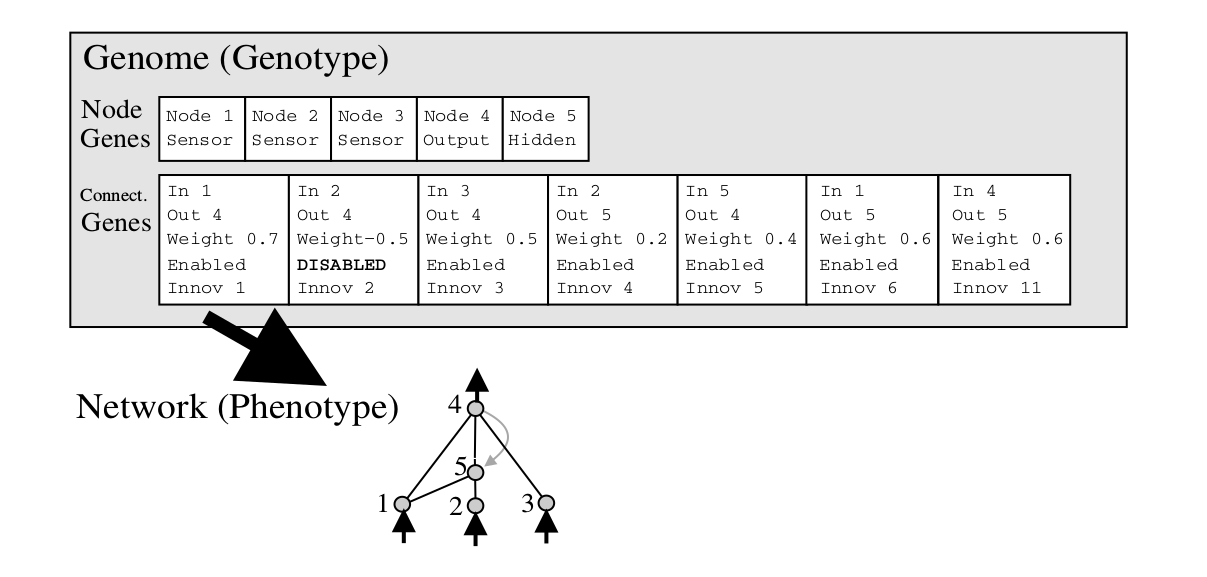 Genome (Genotype)
Node Genes
Node 1 Node 2 Node 3 Node 4 Node 5
Sensor Sensor Sensor Output Hidden
Connect. Genes
In 1 In 2 In 3 In 2 In 5 In 1 In 4
Out 4 Out 4 Out 4 Out 5 Out 4 Out 5 Out 5
Weight 0.7 Weight-0.5 Weight 0.5 Weight 0.2 Weight 0.4 Weight 0.6 Weight 0.6
Enabled DISABLED Enabled Enabled Enabled Enabled Enabled
Innov 1 Innov 2 Innov 3 Innov 4 Innov 5 Innov 6 Innov 11
Network (Phenotype)
4
5
1 2 3